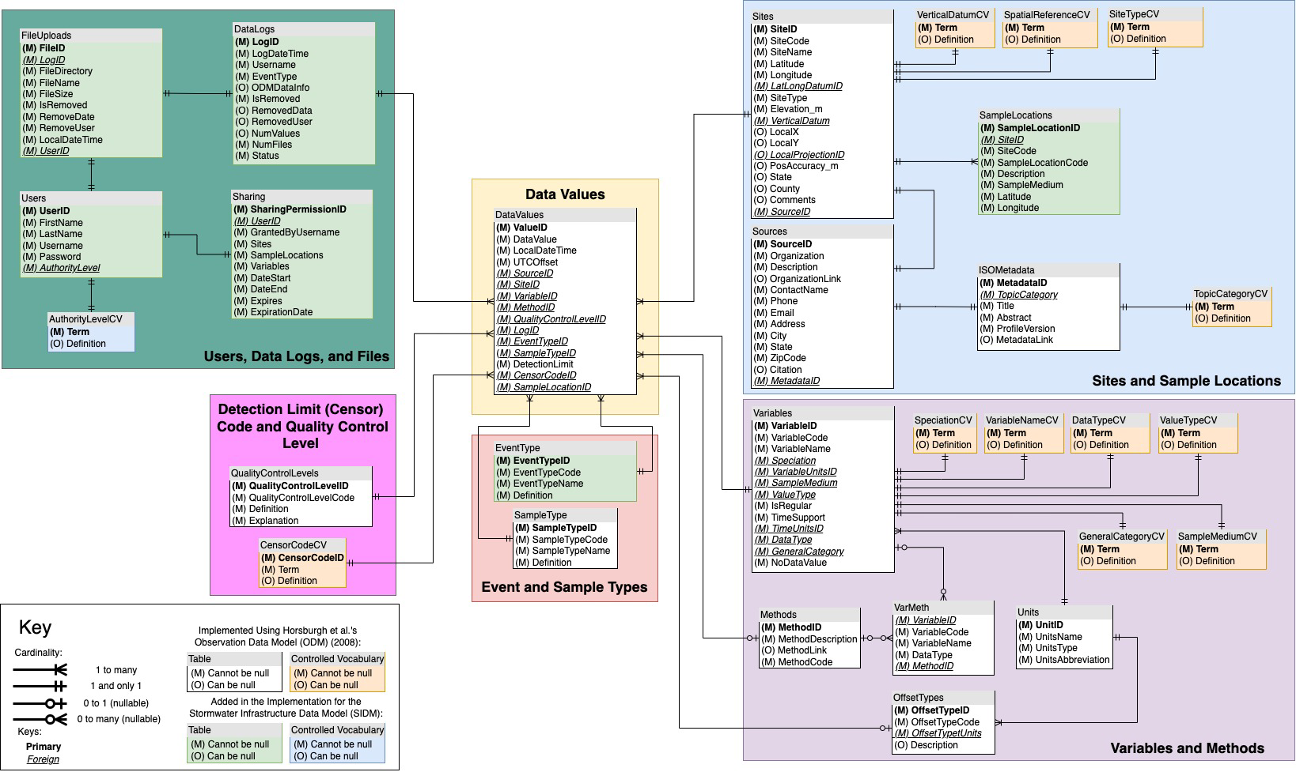 FileUploads
(M) FileID
(M) LogID
(M) FileDirectory
(M) FileName
(M) FileSize
(M) IsRemoved
(M) RemoveDate
(M) RemoveUser
(M) LocalDateTime
(M) UserID
DataLogs
(M) LogID
(M) LogDateTime
(M) Username
(M) EventType
(O) ODMDataInfo
(M) IsRemoved
(O) RemovedData
(O) RemovedUser
(O) NumValues
(M) NumFiles
(M) Status
Users
(M) UserID
(M) FirstName
(M) LastName
(M) Username
(M) Password
(M) AuthorityLevel
Sharing
(M) SharingPermissionID
(M) UserID
(M) GrantedByUsername
(M) Sites
(M) SampleLocations
(M) Variables
(M) DateStart
(M) DateEnd
(M) Expires
(M) ExpirationDate
AuthorityLevelCV
(M) Term
(O) Definition
Users, Data Logs, and Files
Data Values
DataValues
(M) ValueID
(M) DataValue
(M) LocalDateTime
(M) UTCOffset
(M) SourceID
(M) SiteID
(M) VariableID
(M) MethodID
(M) QualityControlLevelID
(M) LogID
(M) EventTypeID
(M) SampleTypeID
(M) DetectionLimit
(M) CensorCodeID
(M) SampleLocationID
Sites
(M) SiteID
(M) SiteCode
(M) SiteName
(M) Latitude
(M) Longitude
(M) LatLongDatumID
(M) SiteType
(M) Elevation_m
(M) VerticalDatum
(O) LocalX
(O) LocalY
(O) LocalProjectionID
(O) PosAccuracy_m
(O) State
(O) County
(O) Comments
(M) SourceID
VerticalDatumCV
(M) Term
(O) Definition
SpatialReferenceCV
(M) Term
(O) Definition
SiteTypeCV
(M) Term
(O) Definition
SampleLocations
(M) SampleLocationID
(M) SiteID
(M) SiteCode
(M) SampleLocationCode
(M) Description
(M) SampleMedium
(M) Latitude
(M) Longitude
Sources
(M) SourceID
(M) Organization
(M) Description
(O) OrganizationLink
(M) ContactName
(M) Phone
(M) Email
(M) Address
(M) City
(M) State
(M) ZipCode
(O) Citation
(M) MetadataID
ISOMetadata
(M) MetadataID
(M) TopicCategory
(M) Title
(M) Abstract
(M) ProfileVersion
(O) MetadataLink
TopicCategoryCV
(M) Term
(O) Definition
Sites and Sample Locations
Detection Limit (Censor)
Code and Quality Control
Level
QualityControlLevels
(M) QualityControlLevelID
(M) QualityControlLevelCode
(M) Definition
(M) Explanation
CensorCodeCV
(M) CensorCodeID
(M) Term
(O) Definition
EventType
(M) EventTypeID
(M) EventTypeCode
(M) EventTypeName
(M) Definition
SampleType
(M) SampleTypeID
(M) SampleTypeCode
(M) SampleTypeName
(M) Definition
Event and Sample Types
Variables
(M) VariableID
(M) VariableCode
(M) VariableName
(M) Speciation
(M) VariableUnitsID
(M) SampleMedium
(M) ValueType
(M) IsRegular
(M) TimeSupport
(M) TimeUnitsID
(M) DataType
(M) GeneralCategory
(M) NoDataValue
SpeciationCV
(M) Term
(O) Definition
VariableNameCV
(M) Term
(O) Definition
DataTypeCV
(M) Term
(O) Definition
ValueTypeCV
(M) Term
(O) Definition
GeneralCategoryCV
(M) Term
(O) Definition
SampleMediumCV
(M) Term
(O) Definition
Methods
(M) MethodID
(M) MethodDescription
(O) MethodLink
(M) MethodCode
VarMeth
(M) VariableID
(M) VariableCode
(M) VariableName
(M) DataType
(M) MethodID
Units
(M) UnitID
(M) UnitsName
(M) UnitsType
(M) UnitsAbbreviation
OffsetTypes
(M) OffsetTypeID
(M) OffsetTypeCode
(M) OffsetTypetUnits
(O) Description
Variables and Methods
Key
Cardinality:
1 to many
1 and only 1
0 to 1 (nullable)
0 to many (nullable)
Keys:
Primary
Foreign
Implemented Using Horsburgh et al.'s
Observation Data Model (ODM) (2008):
Table
(M) Cannot be null
(O) Can be null
Controlled Vocabulary
(M) Cannot be null
(O) Can be null
Added in the Implementation for the
Stormwater Infrastructure Data Model (SIDM):
Table
(M) Cannot be null
(O) Can be null
Controlled Vocabulary
(M) Cannot be null
(O) Can be null